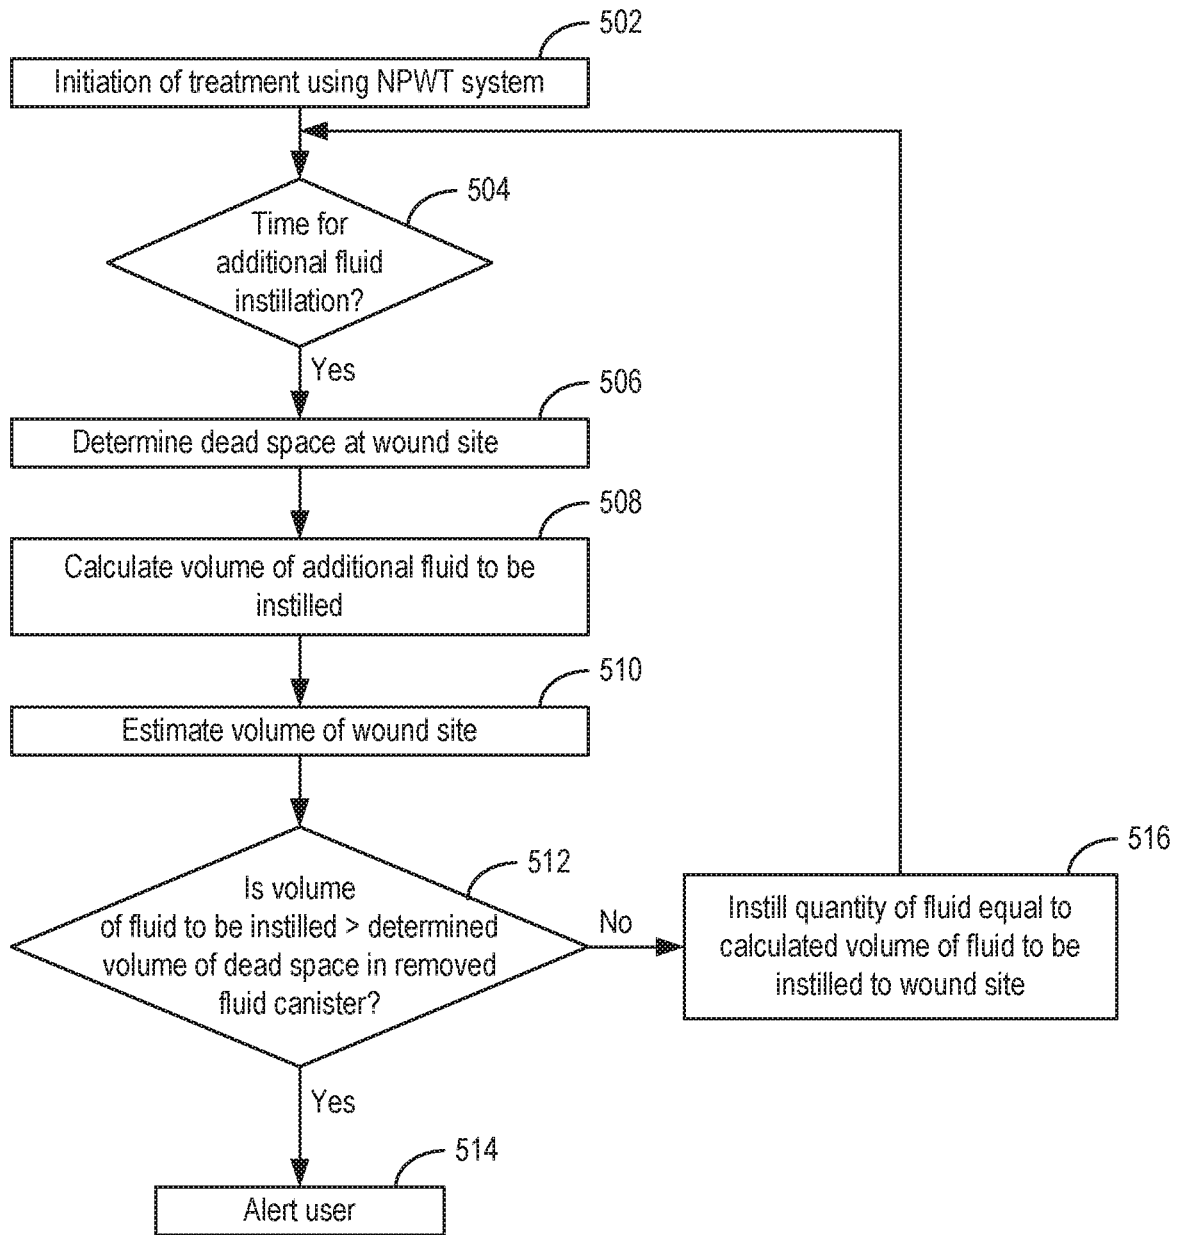 502
Initiation of treatment using NPWT system
504
Time for
additional fluid
instillation?
Yes
506
Determine dead space at wound site
508
Calculate volume of additional fluid to be
instilled
510
Estimate volume of wound site
512
Is volume
of fluid to be instilled > determined
volume of dead space in removed
fluid canister?
No
516
Instill quantity of fluid equal to
calculated volume of fluid to be
instilled to wound site
Yes
514
Alert user